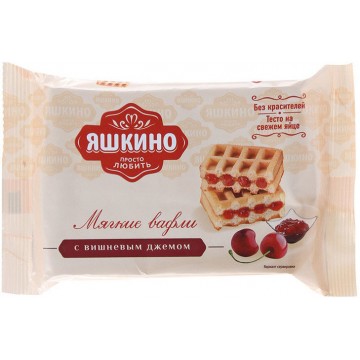 Без красителей
Тесто на
свежем яйце
ЯШКИНО
ПРОСТО
ЛЮБИТЬ
Мягкие вафли
С ВИШНЕВЫМ ДЖЕМОМ